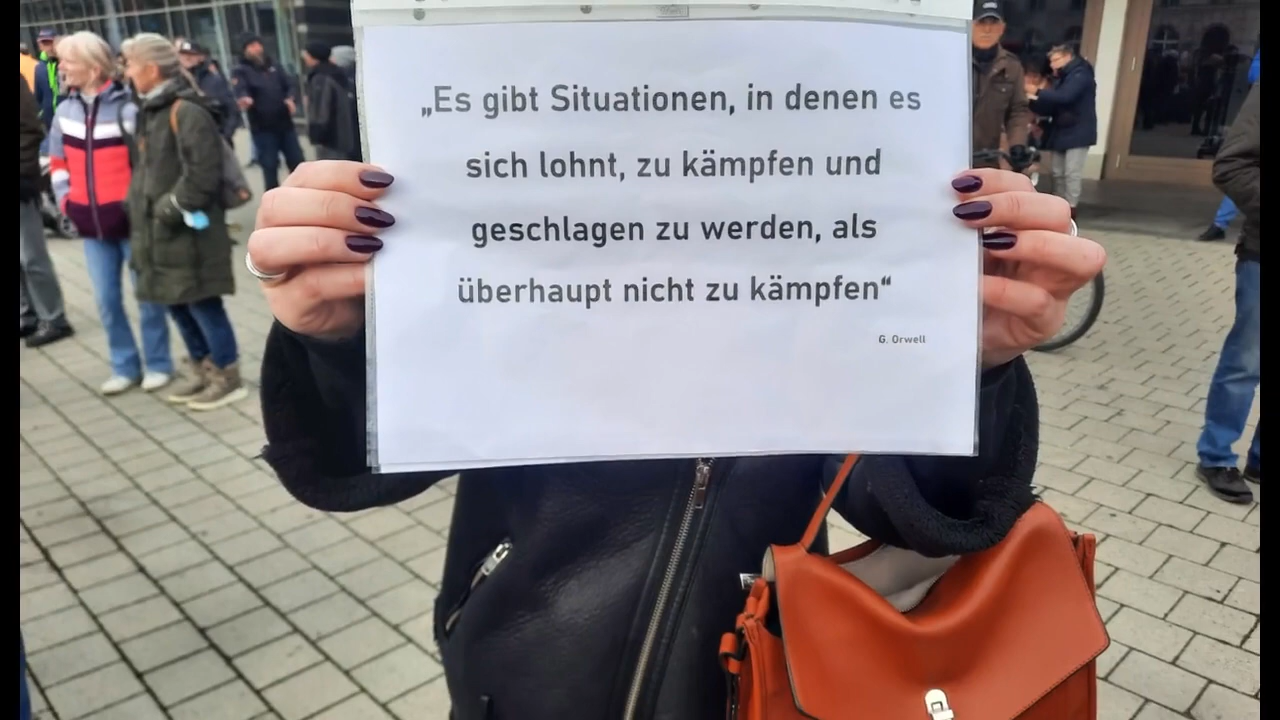 „Es gibt Situationen, in denen es
sich lohnt, zu kämpfen und
geschlagen zu werden, als
überhaupt nicht zu kämpfen“
G. Orwell